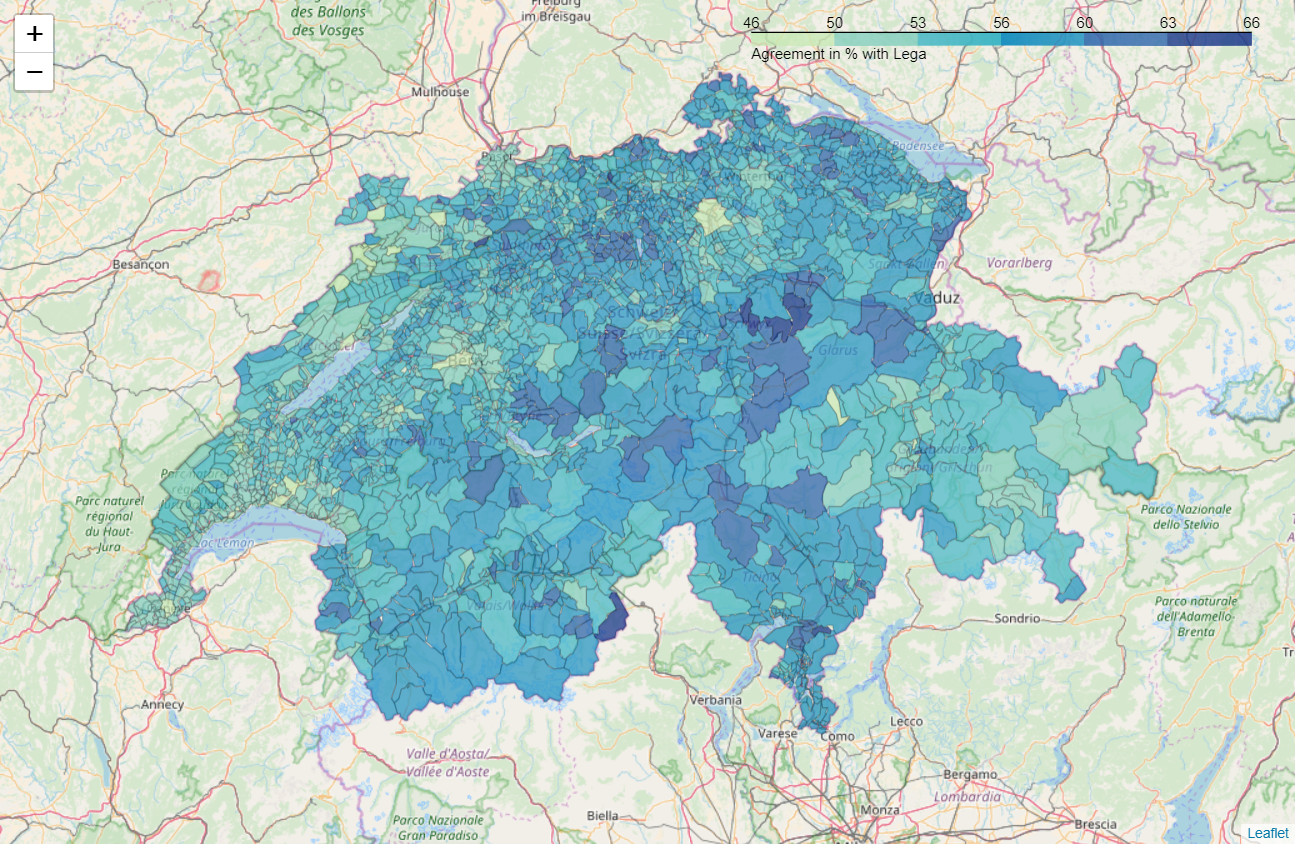 des Ballons
des Vosges
Freiburg
im Breisgau
+
−
46 50 53 56 60 63 66
Agreement in % with Lega
Mulhouse
Bodensee
Winterthur
Besançon
Vorarlberg
Sankt Gallen
Vaduz
Schweiz/
Suisse/Svizzera/
Svizra
Glarus
Graubünden/
Grigioni/Grischun
Parc naturel
régional
du Haut-
Jura
Parco Nazionale
dello Stelvio
Lac Léman
Ticino
Valais/Wallis
Genève
Sondrio
Parco naturale
dell'Adamello-
Brenta
Annecy
Verbania
Lecco
Varese
Como
Valle d'Aosta/
Vallée d'Aoste
Bergamo
Lombardia
Biella
Monza
Brescia
Parco Nazionale
Gran Paradiso
Leaflet